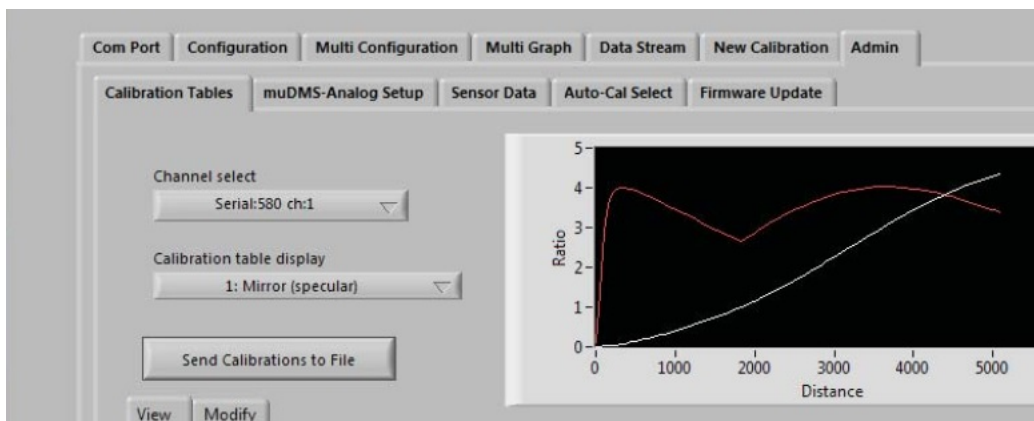 Com Port Configuration Multi Configuration Multi Graph Data Stream New Calibration Admin
Calibration Tables muDMS-Analog Setup Sensor Data Auto-Cal Select Firmware Update
Channel select
Serial:580 ch:1
Calibration table display
1: Mirror (specular)
Send Calibrations to File
View Modify
Ratio
5
4
3
2
1
0
0 1000 2000 3000 4000 5000
Distance